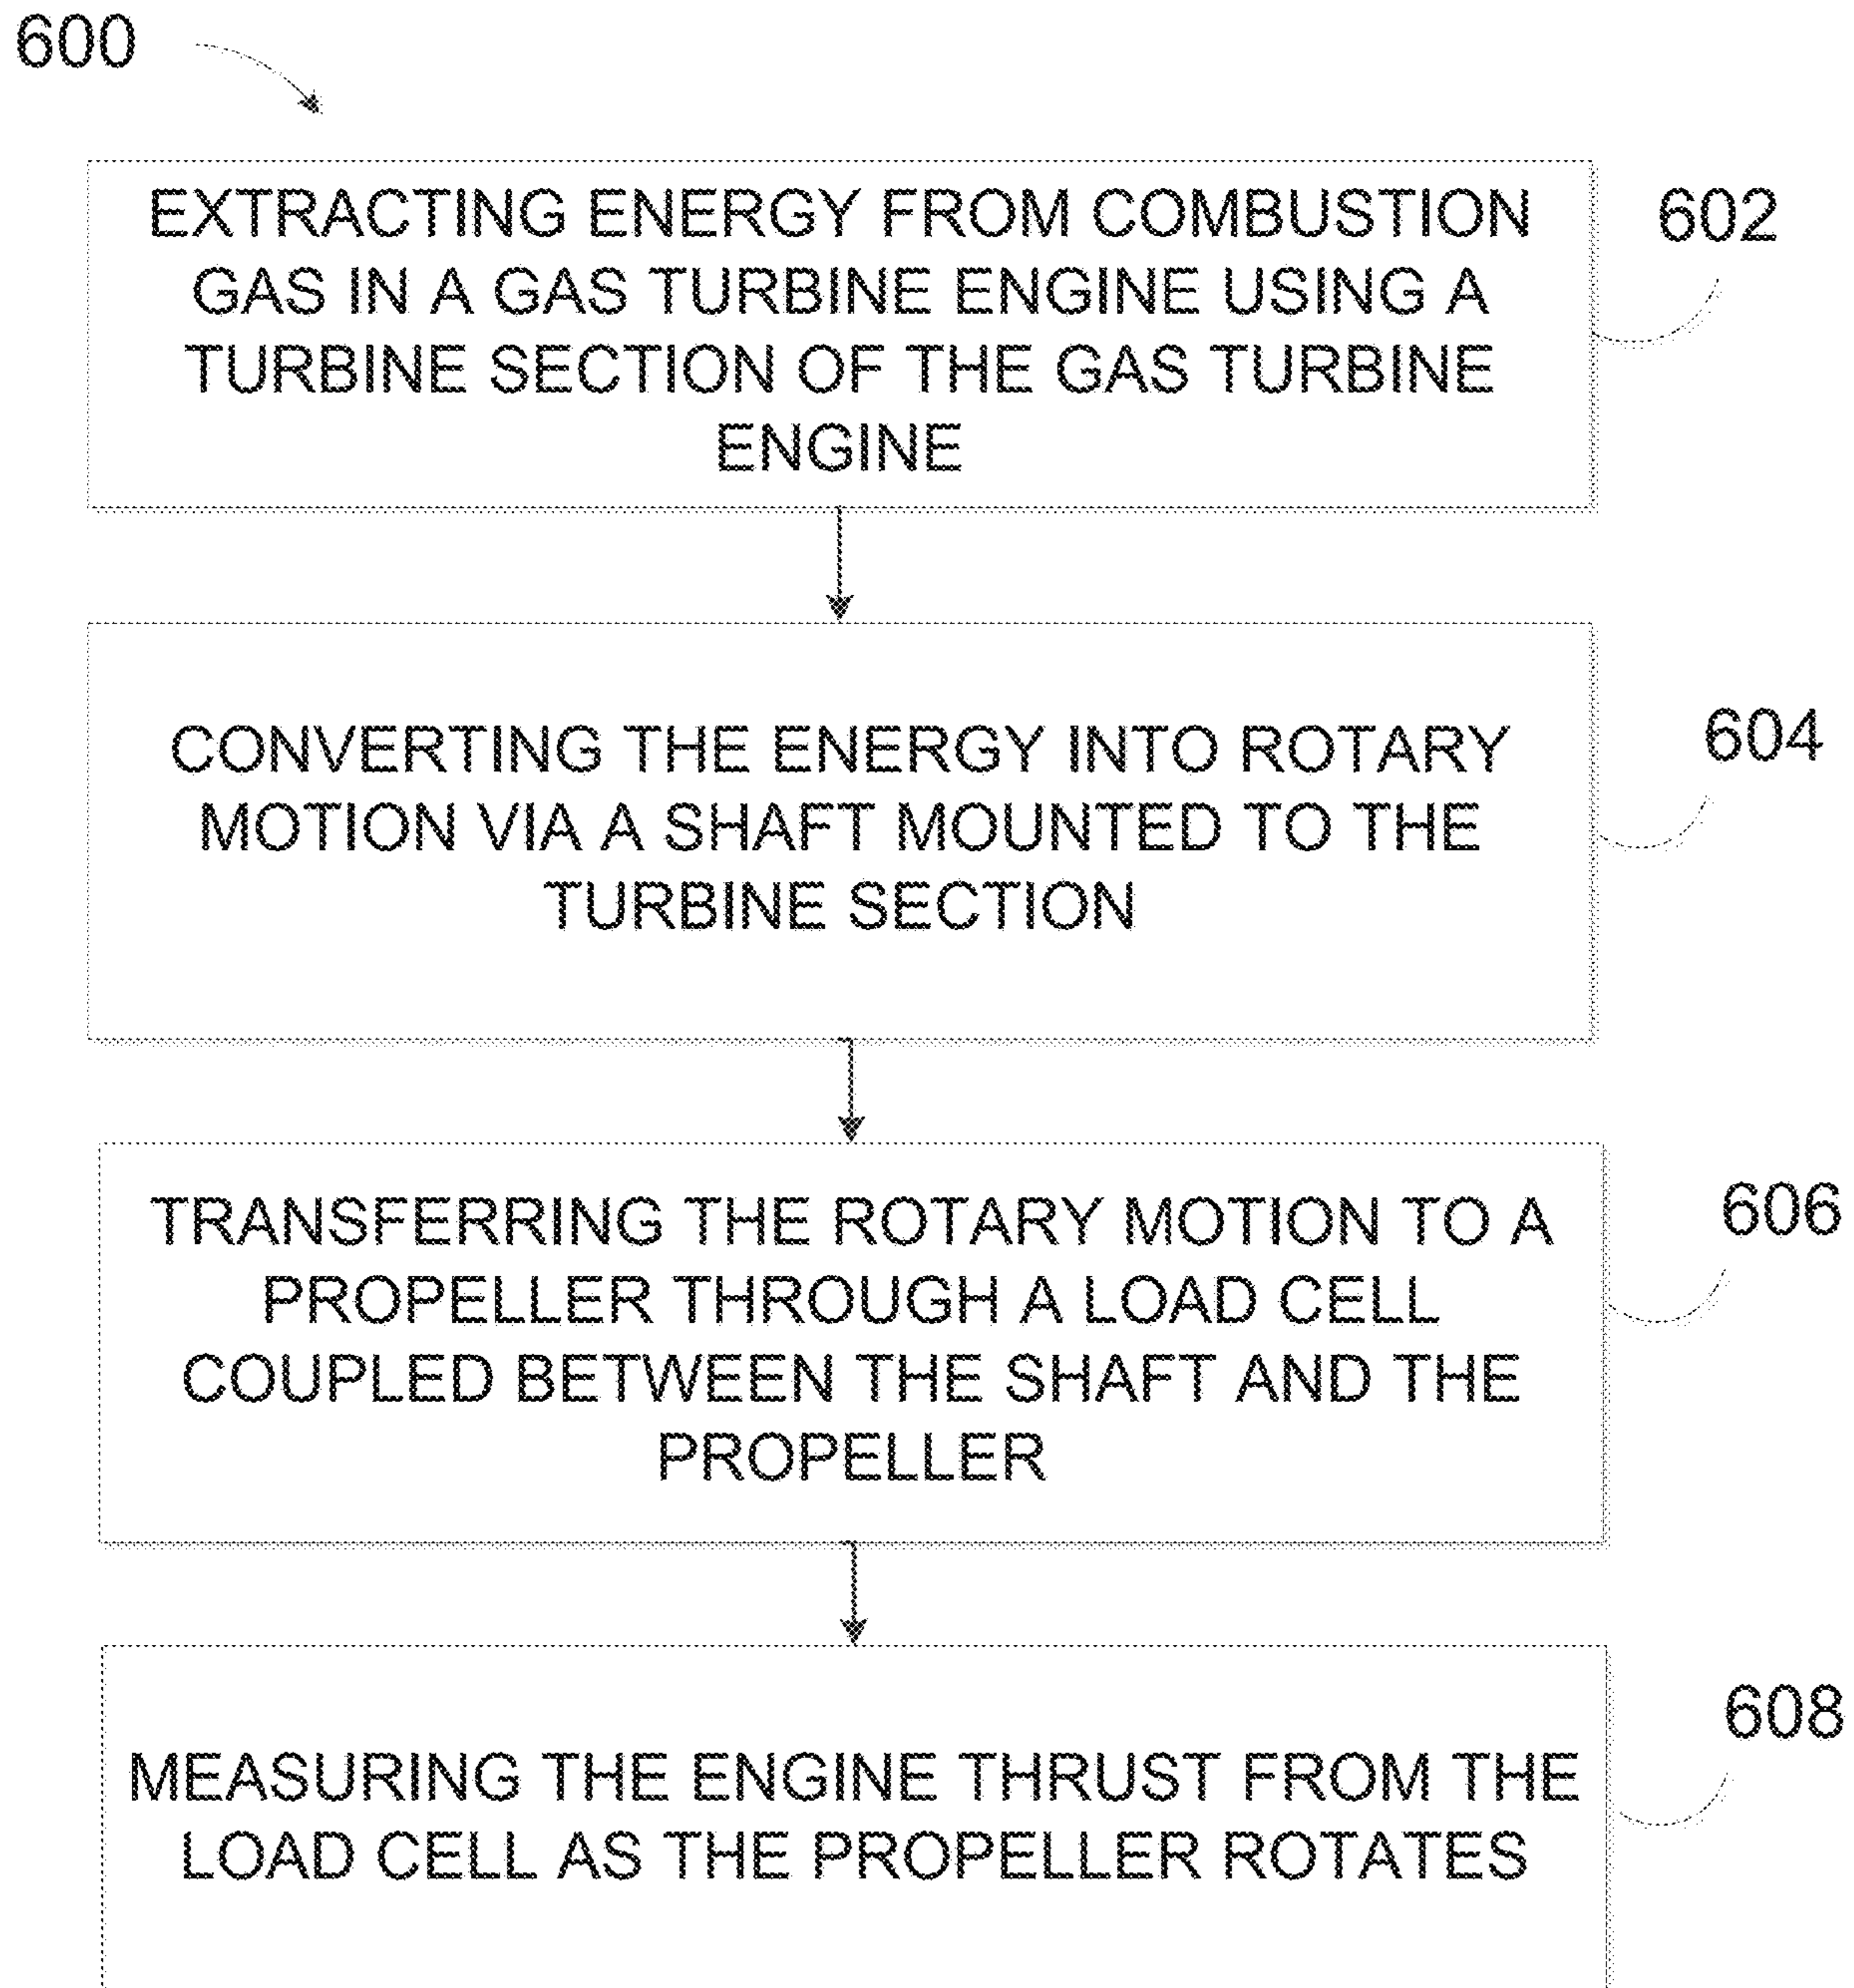 600
EXTRACTING ENERGY FROM COMBUSTION
GAS IN A GAS TURBINE ENGINE USING A
TURBINE SECTION OF THE GAS TURBINE
ENGINE
602
CONVERTING THE ENERGY INTO ROTARY
MOTION VIA A SHAFT MOUNTED TO THE
TURBINE SECTION
604
TRANSFERRING THE ROTARY MOTION TO A
PROPELLER THROUGH A LOAD CELL
COUPLED BETWEEN THE SHAFT AND THE
PROPELLER
606
MEASURING THE ENGINE THRUST FROM THE
LOAD CELL AS THE PROPELLER ROTATES
608